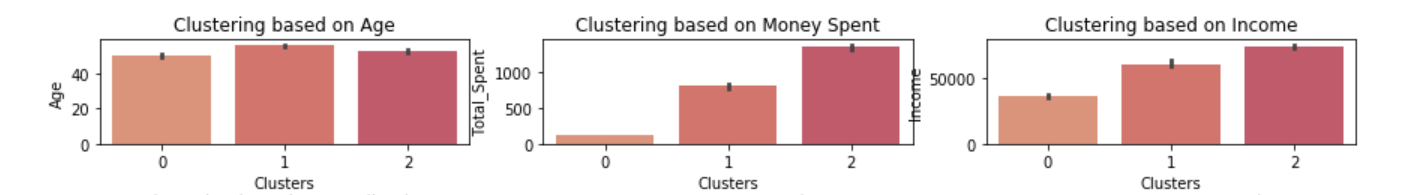 Clustering based on Age
Age
40
20
0
0 1 2
Clusters
Clustering based on Money Spent
Total_Spent
1000
500
0
0 1 2
Clusters
Clustering based on Income
Income
50000
0
0 1 2
Clusters